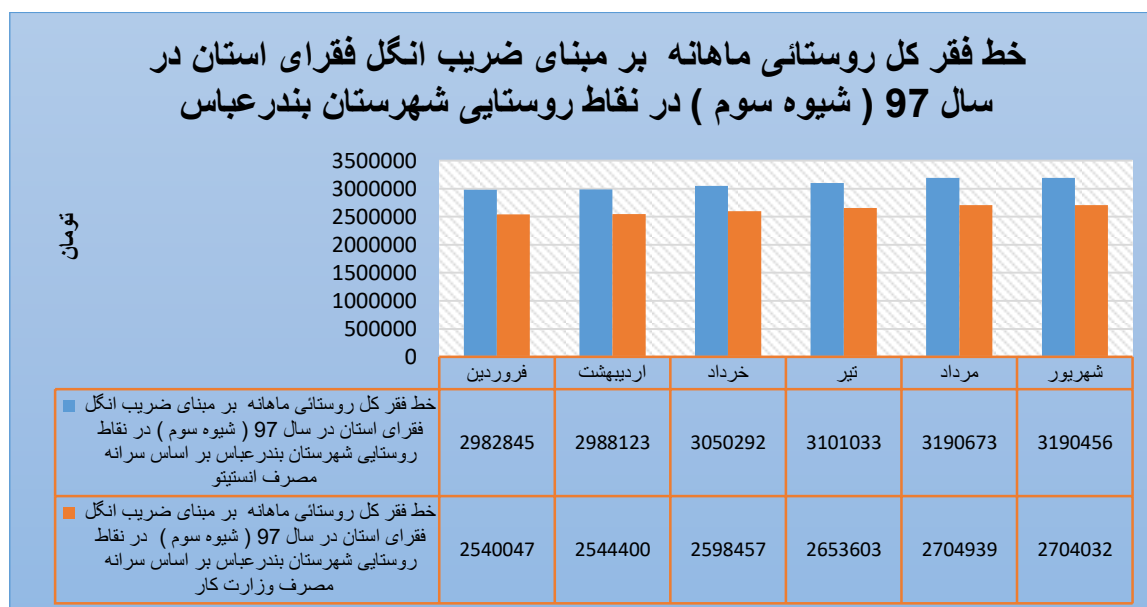 خط فقر کل روستائی ماهانه بر مبنای ضریب انگل فقرای استان در
سال 97 ( شیوه سوم ) در نقاط روستایی شهرستان بندرعباس
تومان
3500000
3000000
2500000
2000000
1500000
1000000
500000
0
فروردین اردیبهشت خرداد تیر مرداد شهریور
خط فقر کل روستائی ماهانه بر مبنای ضریب انگل
فقرای استان در سال 97 ( شیوه سوم ) در نقاط
روستایی شهرستان بندرعباس بر اساس سرانه
مصرف انستیتو
2982845 2988123 3050292 3101033 3190673 3190456
خط فقر کل روستائی ماهانه بر مبنای ضریب انگل
فقرای استان در سال 97 ( شیوه سوم ) در نقاط
روستایی شهرستان بندرعباس بر اساس سرانه
مصرف وزارت کار
2540047 2544400 2598457 2653603 2704939 2704032